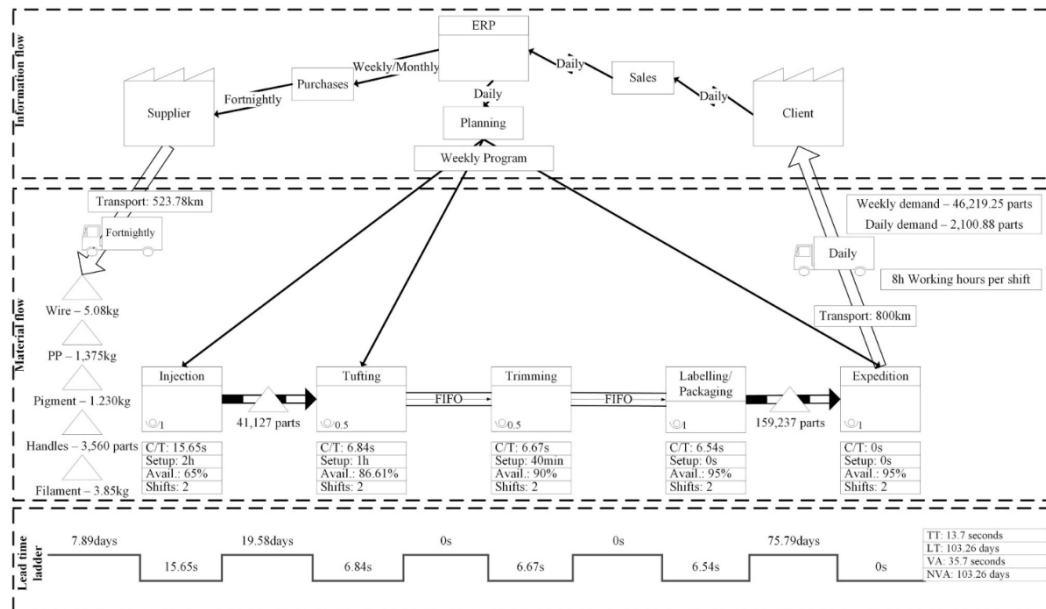 Information flow
ERP
Weekly/Monthly
Purchases
Fortnightly
Supplier
Daily
Sales
Daily
Client
Daily
Planning
Weekly Program
Material flow
Transport: 523.78km
Fortnightly
Weekly demand – 46,219.25 parts
Daily demand – 2,100.88 parts
Daily
8h Working hours per shift
Transport: 800km
Wire – 5.08kg
PP – 1,375kg
Pigment – 1.230kg
Handles – 3,560 parts
Filament – 3.85kg
Injection
1
C/T: 15.65s
Setup: 2h
Avail.: 65%
Shifts: 2
41,127 parts
Tufting
0.5
C/T: 6.84s
Setup: 1h
Avail.: 86.61%
Shifts: 2
FIFO
Trimming
0.5
C/T: 6.67s
Setup: 40min
Avail.: 90%
Shifts: 2
FIFO
Labelling/
Packaging
1
C/T: 6.54s
Setup: 0s
Avail.: 95%
Shifts: 2
159,237 parts
Expedition
1
C/T: 0s
Setup: 0s
Avail.: 95%
Shifts: 2
Lead time
ladder
7.89days
15.65s
19.58days
6.84s
0s
6.67s
0s
6.54s
75.79days
0s
TT: 13.7 seconds
LT: 103.26 days
VA: 35.7 seconds
NVA: 103.26 days